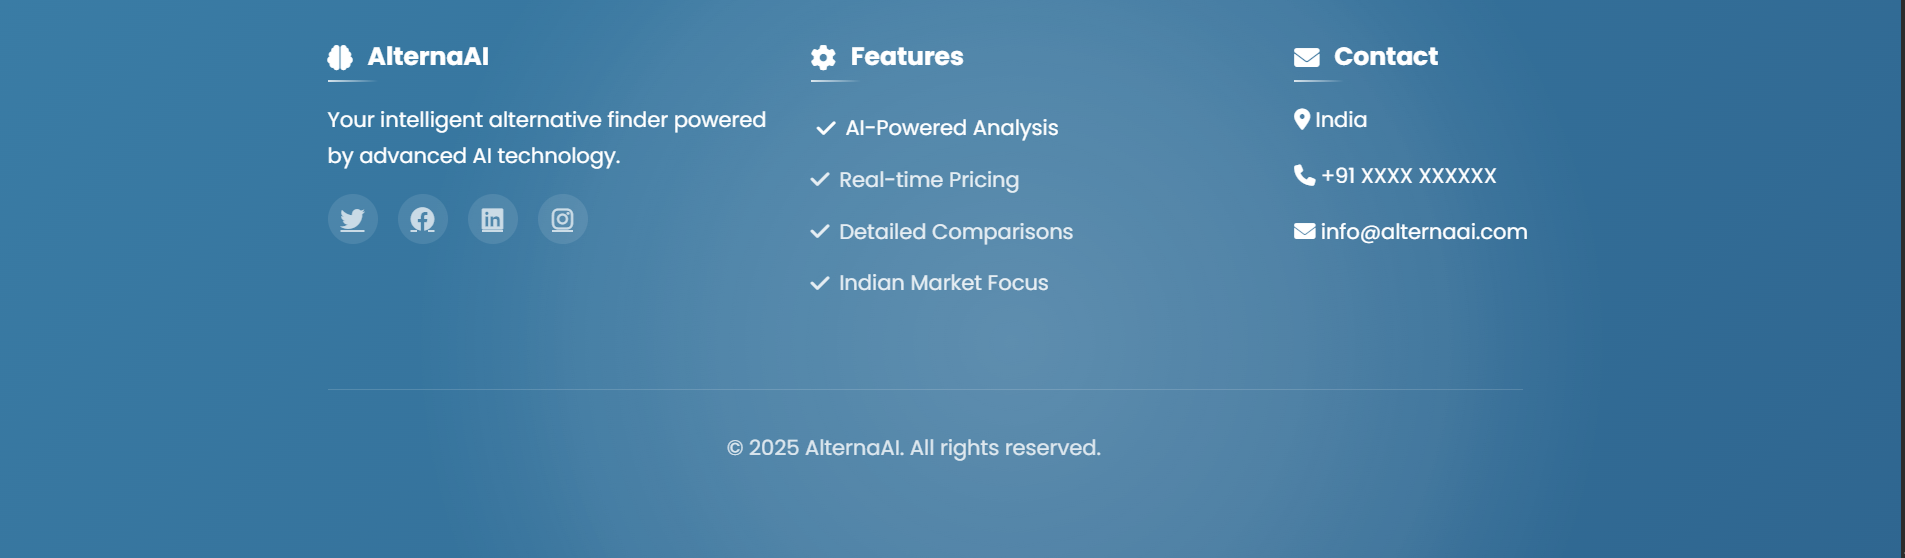 AlternaAI
Your intelligent alternative finder powered
by advanced AI technology.
Features
AI-Powered Analysis
Real-time Pricing
Detailed Comparisons
Indian Market Focus
Contact
India
+91 XXXX XXXXXX
info@alternaai.com
© 2025 AlternaAI. All rights reserved.